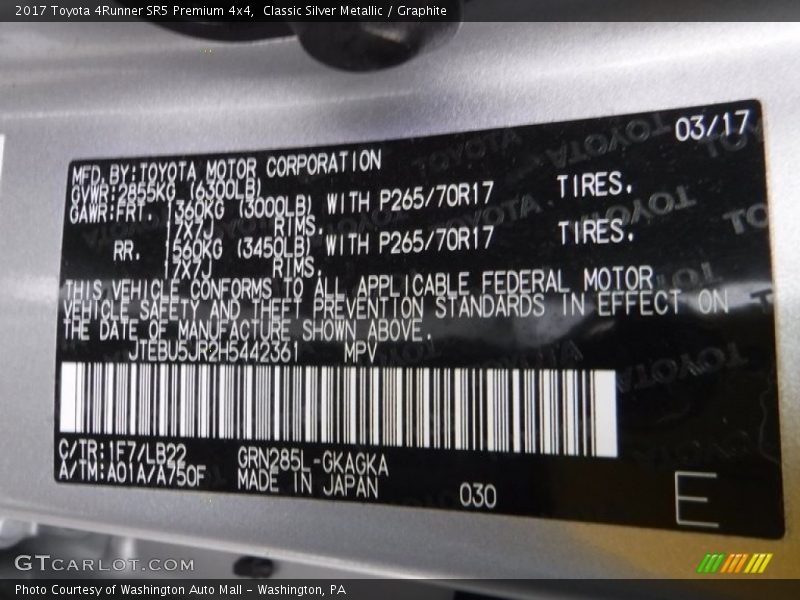 2017 Toyota 4Runner SR5 Premium 4x4, Classic Silver Metallic / Graphite
03/17
MFD.BY:TOYOTA MOTOR CORPORATION
GVWR:2855KG (6300LB)
GAWR:FRT. 1360KG (3000LB) WITH P265/70R17 TIRES.
17X7J RIMS.
RR. 1560KG (3450LB) WITH P265/70R17 TIRES.
17X7J RIMS.
THIS VEHICLE CONFORMS TO ALL APPLICABLE FEDERAL MOTOR
VEHICLE SAFETY AND THEFT PREVENTION STANDARDS IN EFFECT ON
THE DATE OF MANUFACTURE SHOWN ABOVE.
JTEBU5JR2H5442361 MPV
C/TR:1F7/LB22 GRN285L-GKAGKA
A/TM:A01A/A750F MADE IN JAPAN 030 E
GTCARLOT.COM
Photo Courtesy of Washington Auto Mall - Washington, PA